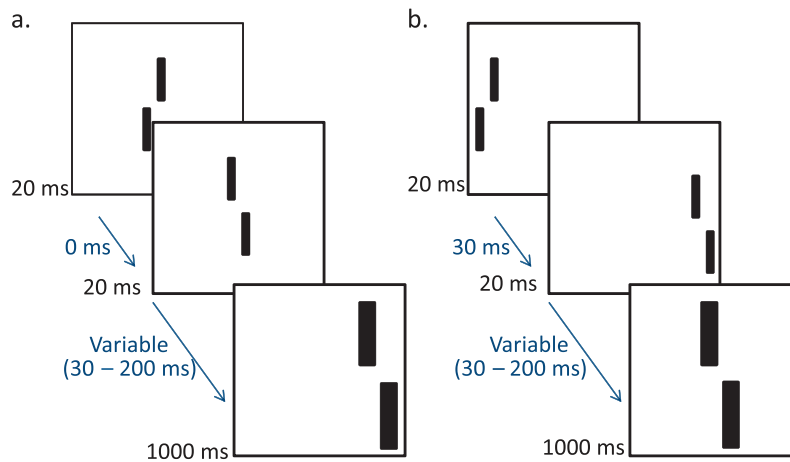 a.
20 ms
0 ms
20 ms
Variable
(30 – 200 ms)
1000 ms
b.
20 ms
30 ms
20 ms
Variable
(30 – 200 ms)
1000 ms